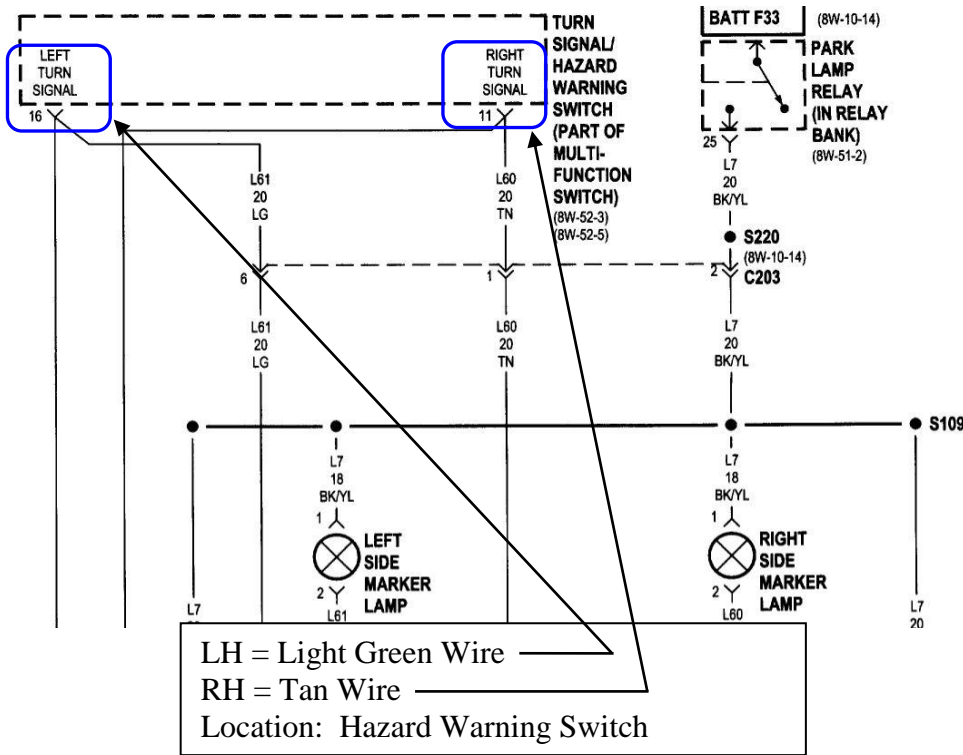 LEFT
TURN
SIGNAL
16
RIGHT
TURN
SIGNAL
11
TURN
SIGNAL/
HAZARD
WARNING
SWITCH
(PART OF
MULTI-
FUNCTION
SWITCH)
(8W-52-3)
(8W-52-5)
BATT F33
(8W-10-14)
PARK
LAMP
RELAY
(IN RELAY
BANK)
(8W-51-2)
25
L7
20
BK/YL
L61
20
LG
L60
20
TN
S220
(8W-10-14)
C203
6
1
2
L61
20
LG
L60
20
TN
L7
20
BK/YL
S109
L7
18
BK/YL
1
LEFT
SIDE
MARKER
LAMP
2
L61
L7
18
BK/YL
1
RIGHT
SIDE
MARKER
LAMP
2
L60
L7
L7
20
LH = Light Green Wire
RH = Tan Wire
Location: Hazard Warning Switch